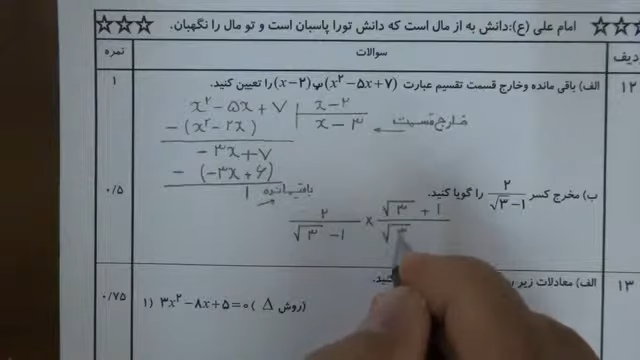 ☆☆☆ امام علی (ع):دانش به از مال است که دانش تورا پاسبان است و تو مال را نگهبان. ☆☆☆
نمره سوالات ردیف
۱۲ الف) باقی مانده وخارج قسمت تقسیم عبارت (x²−۵x+۷) بر (x−۲) را تعیین کنید. ۱
x² − ۵x + ۷ | x − ۲
− (x² − ۲x) x − ۳ ← خارج قسمت
− ۳x + ۷
− (−۳x + ۶)
۱ باقیمانده
ب) مخرج کسر ۲/(√۳ −۱) را گویا کنید. ۰/۵
۲/(√۳ − ۱) × (√۳ + ۱)/√۳
۱۳ الف) معادلات زیر را کنید. ۰/۷۵
۱) ۳x² − ۸x + ۵ = ۰ ( روش Δ )